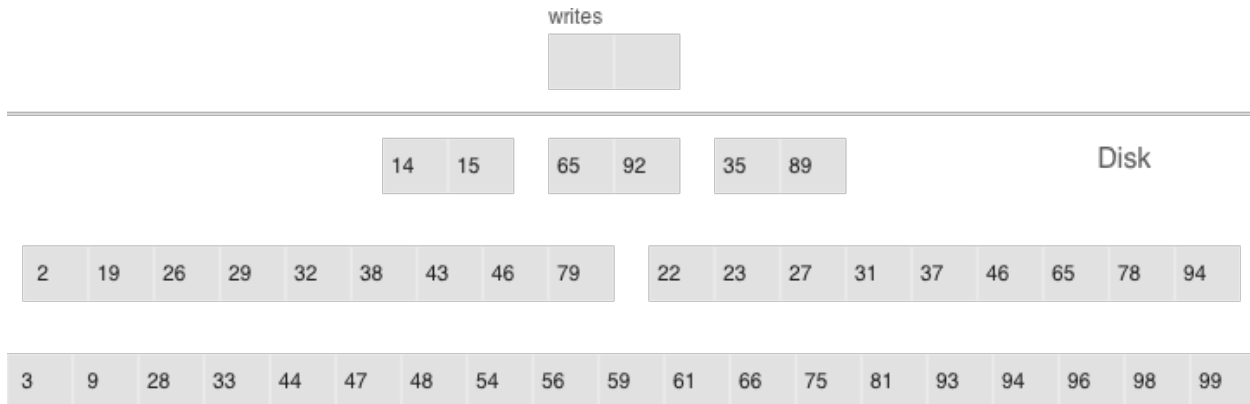 writes
14 15 65 92 35 89 Disk
2 19 26 29 32 38 43 46 79 22 23 27 31 37 46 65 78 94
3 9 28 33 44 47 48 54 56 59 61 66 75 81 93 94 96 98 99